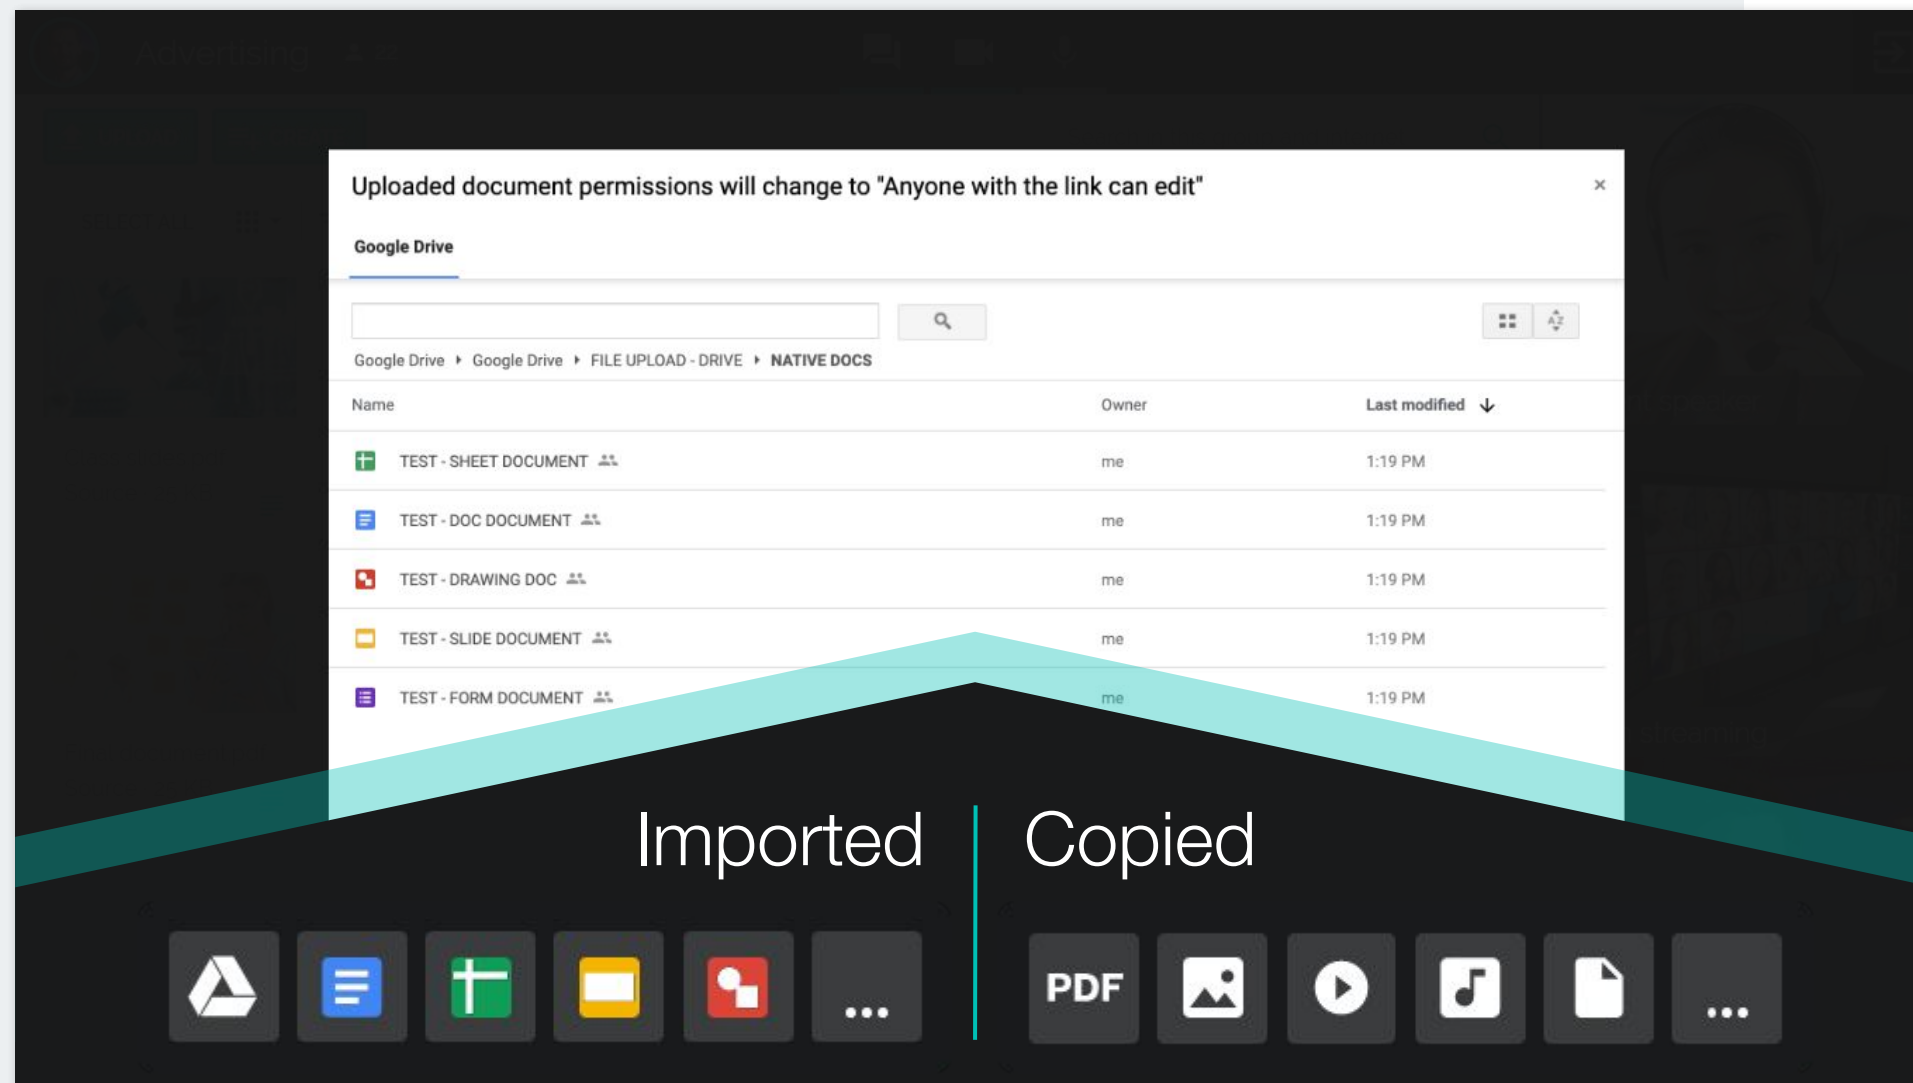 Advertising
Uploaded document permissions will change to "Anyone with the link can edit"
×
Google Drive
Google Drive Google Drive FILE UPLOAD - DRIVE NATIVE DOCS
AZ
Name Owner Last modified
TEST - SHEET DOCUMENT me 1:19 PM
TEST - DOC DOCUMENT me 1:19 PM
TEST - DRAWING DOC me 1:19 PM
TEST - SLIDE DOCUMENT me 1:19 PM
TEST - FORM DOCUMENT me 1:19 PM
streaming
Imported Copied
... PDF ...